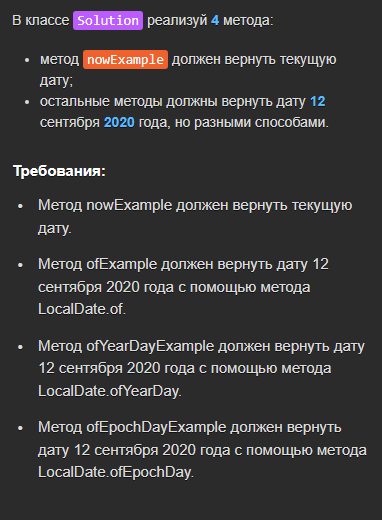 В классе Solution реализуй 4 метода:
метод nowExample должен вернуть текущую
дату;
остальные методы должны вернуть дату 12
сентября 2020 года, но разными способами.
Требования:
Метод nowExample должен вернуть текущую
дату.
Метод ofExample должен вернуть дату 12
сентября 2020 года с помощью метода
LocalDate.of.
Метод ofYearDayExample должен вернуть дату
12 сентября 2020 года с помощью метода
LocalDate.ofYearDay.
Метод ofEpochDayExample должен вернуть
дату 12 сентября 2020 года с помощью метода
LocalDate.ofEpochDay.